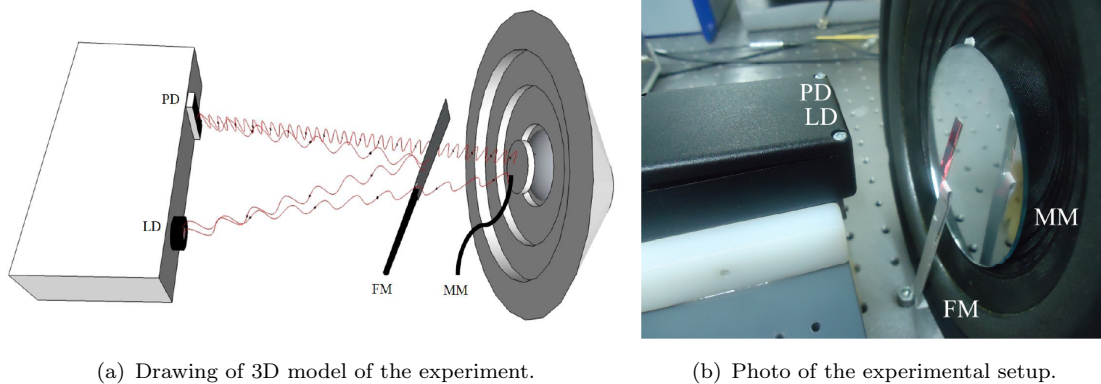 PD
LD
FM
MM
PD
LD
MM
FM
(a) Drawing of 3D model of the experiment.
(b) Photo of the experimental setup.